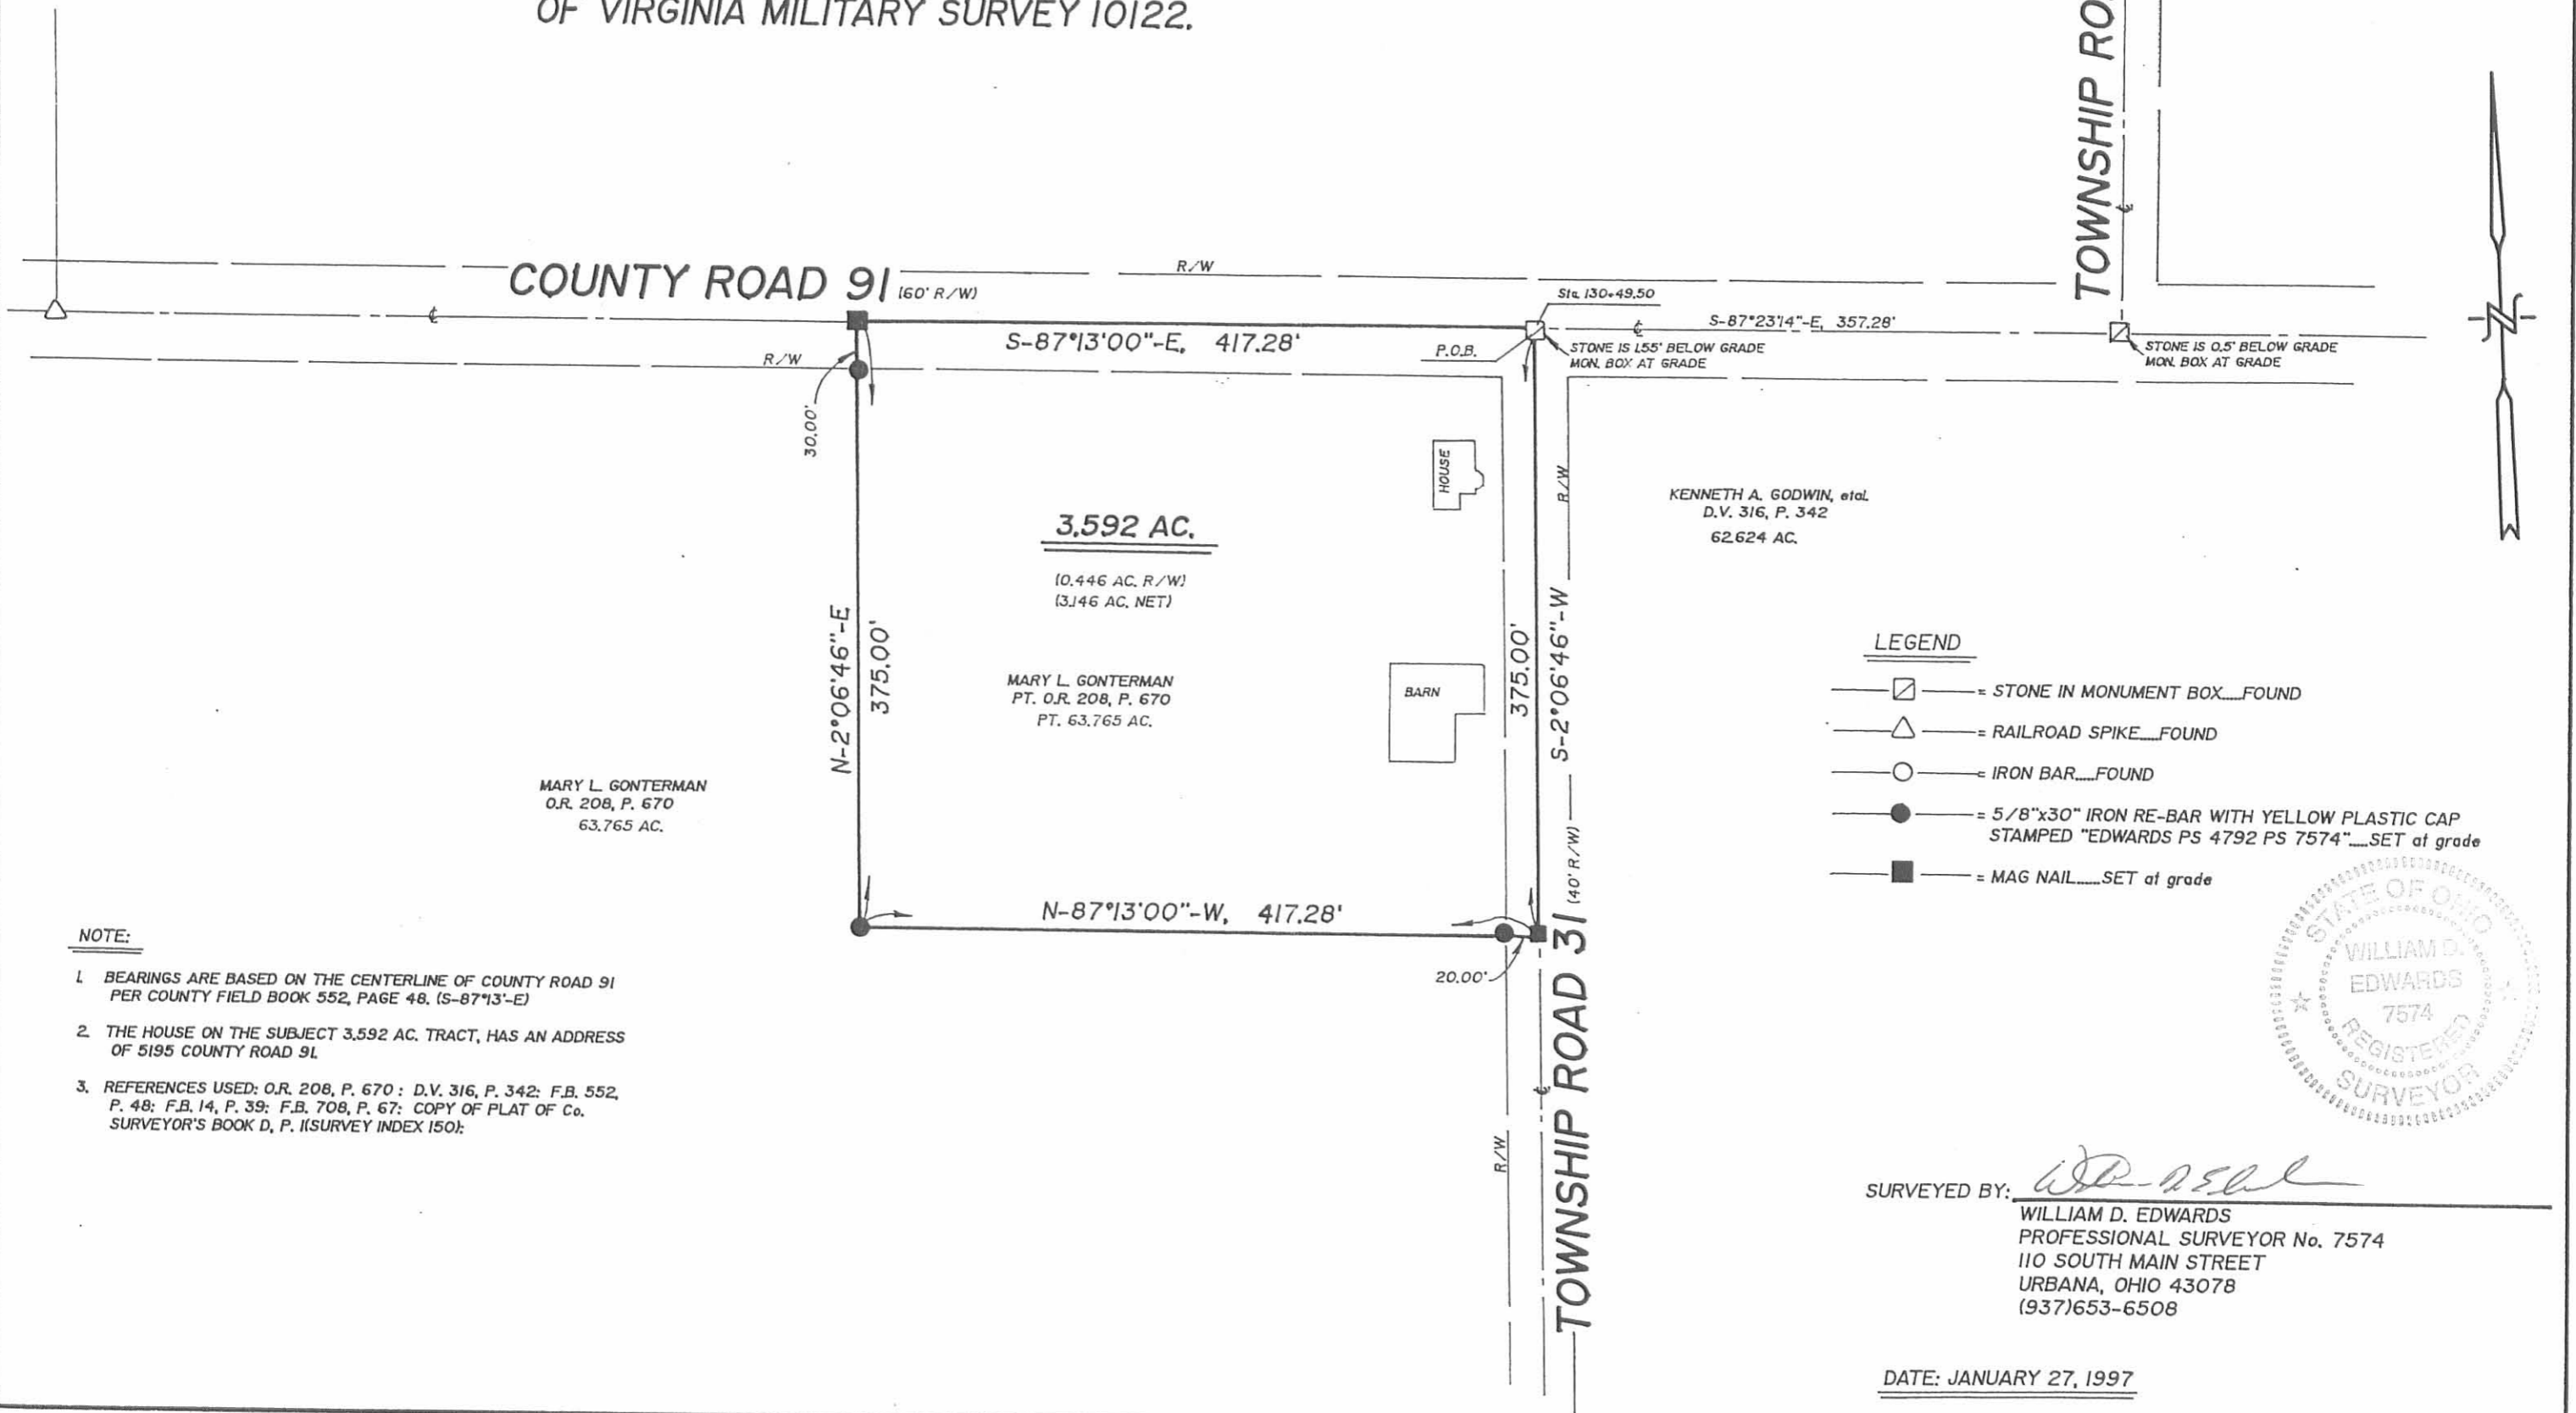 OF VIRGINIA MILITARY SURVEY 10122.
TOWNSHIP RO
COUNTY ROAD 91 (60' R/W)
R/W
Sta. 130+49.50
S-87°23'14"-E, 357.28'
S-87°13'00"-E, 417.28'
P.O.B.
STONE IS 1.55' BELOW GRADE
MON. BOX AT GRADE
STONE IS 0.5' BELOW GRADE
MON. BOX AT GRADE
R/W
30.00'
N
HOUSE
R/W
KENNETH A. GODWIN, etal.
D.V. 316, P. 342
62.624 AC.
3.592 AC.
(0.446 AC. R/W)
(3.146 AC. NET)
N-2°06'46"-E
375.00'
375.00'
S-2°06'46"-W
MARY L. GONTERMAN
PT. O.R. 208, P. 670
PT. 63.765 AC.
BARN
MARY L. GONTERMAN
O.R. 208, P. 670
63.765 AC.
LEGEND
= STONE IN MONUMENT BOX.....FOUND
= RAILROAD SPIKE.....FOUND
= IRON BAR.....FOUND
= 5/8"x30" IRON RE-BAR WITH YELLOW PLASTIC CAP
STAMPED "EDWARDS PS 4792 PS 7574".....SET at grade
= MAG NAIL.....SET at grade
N-87°13'00"-W, 417.28'
20.00'
TOWNSHIP ROAD 31 (40' R/W)
R/W
NOTE:
1. BEARINGS ARE BASED ON THE CENTERLINE OF COUNTY ROAD 91
PER COUNTY FIELD BOOK 552, PAGE 48. (S-87°13'-E)
2. THE HOUSE ON THE SUBJECT 3.592 AC. TRACT, HAS AN ADDRESS
OF 5195 COUNTY ROAD 91.
3. REFERENCES USED: O.R. 208, P. 670 : D.V. 316, P. 342: F.B. 552,
P. 48: F.B. 14, P. 39: F.B. 708, P. 67: COPY OF PLAT OF Co.
SURVEYOR'S BOOK D, P. 1(SURVEY INDEX 150):
STATE OF OHIO
WILLIAM D.
EDWARDS
7574
REGISTERED
SURVEYOR
SURVEYED BY:
WILLIAM D. EDWARDS
PROFESSIONAL SURVEYOR No. 7574
110 SOUTH MAIN STREET
URBANA, OHIO 43078
(937)653-6508
DATE: JANUARY 27, 1997